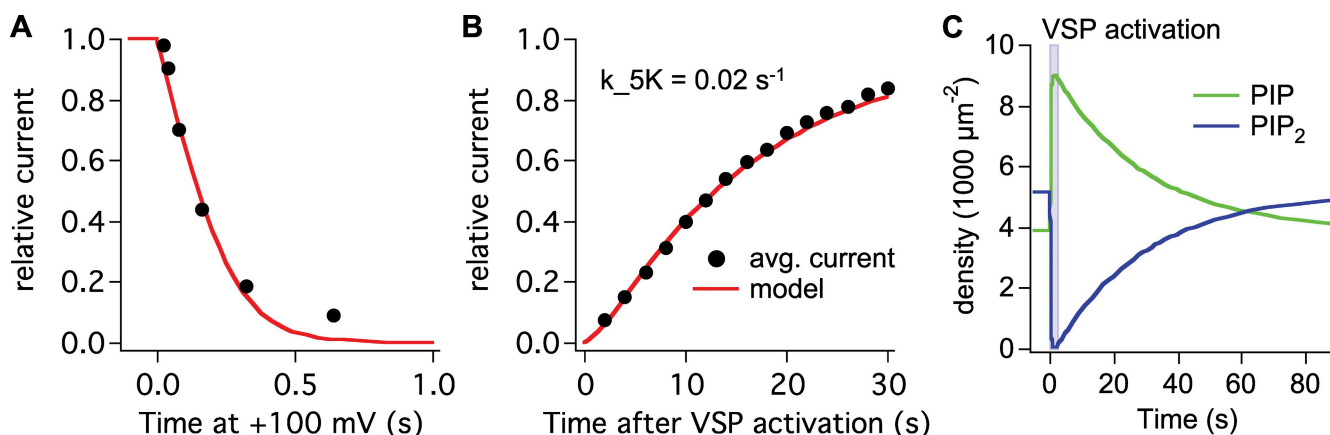 A
relative current
1.0
0.8
0.6
0.4
0.2
0.0
0.0 0.5 1.0
Time at +100 mV (s)
B
relative current
1.0
0.8
0.6
0.4
0.2
0.0
k_5K = 0.02 s⁻¹
avg. current
model
0 10 20 30
Time after VSP activation (s)
C
VSP activation
density (1000 µm⁻²)
10
8
6
4
2
0
PIP
PIP₂
0 20 40 60 80
Time (s)